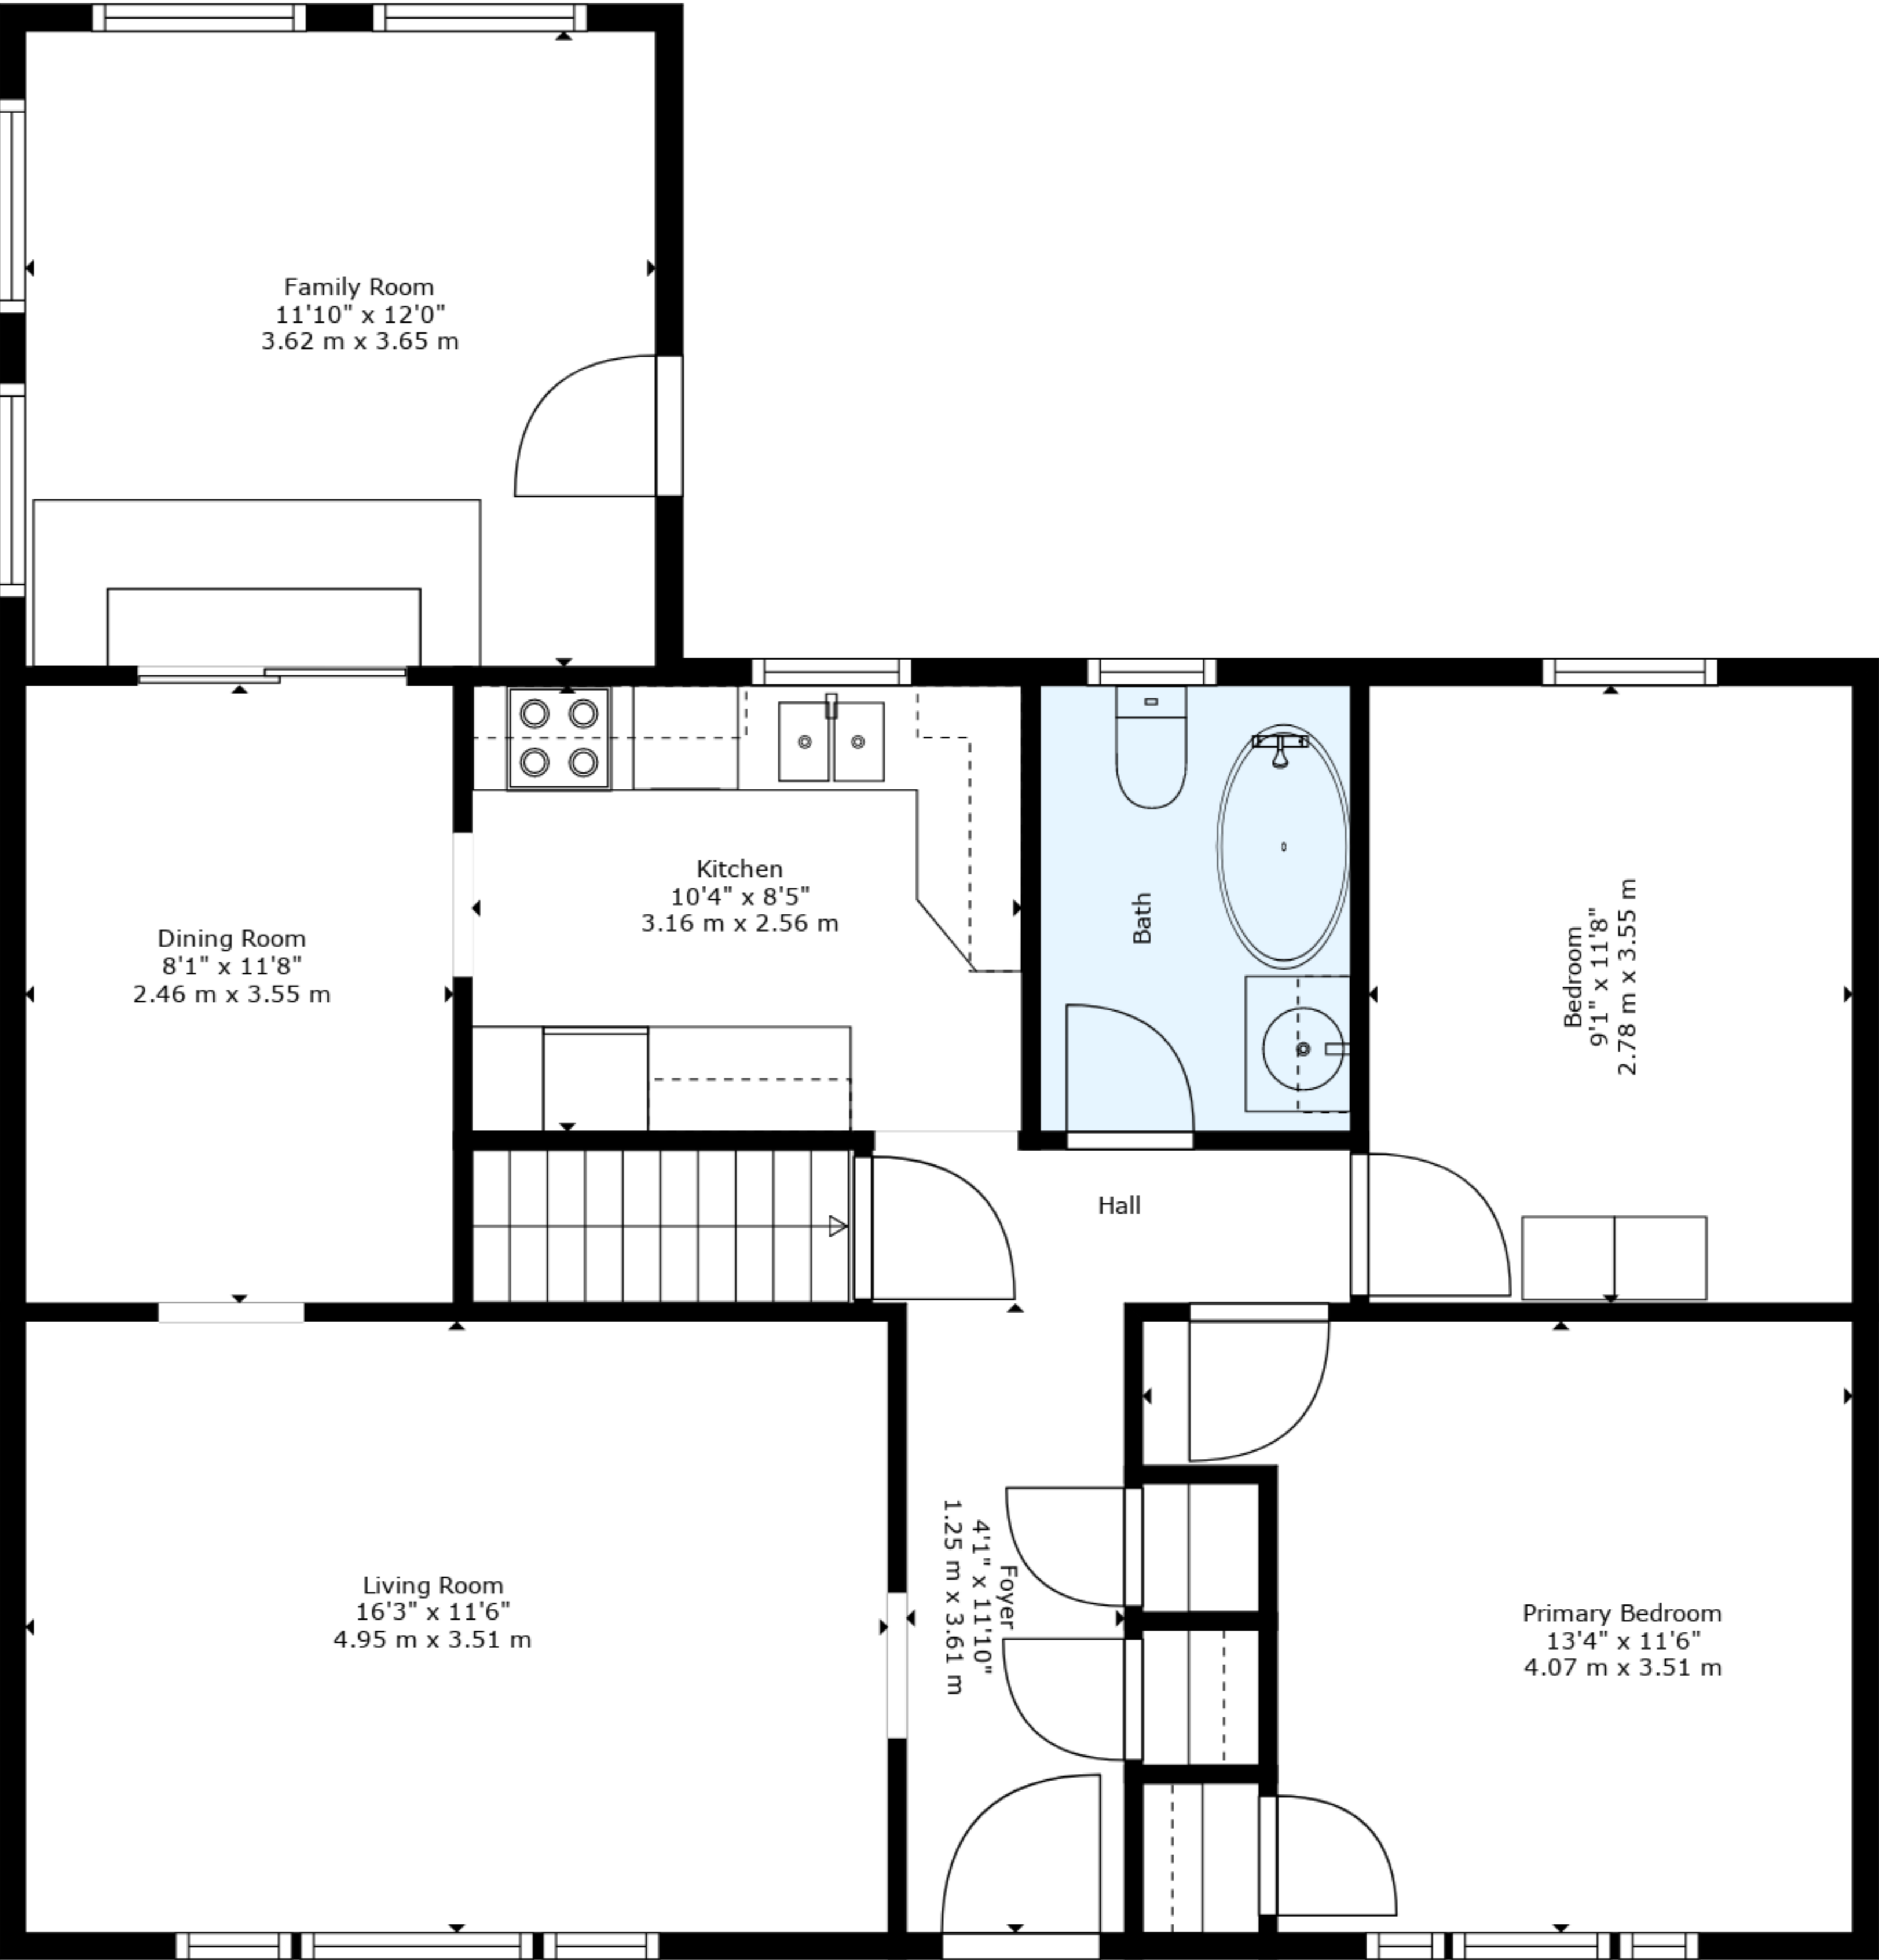 Family Room
11'10" x 12'0"
3.62 m x 3.65 m
Kitchen
10'4" x 8'5"
3.16 m x 2.56 m
Dining Room
8'1" x 11'8"
2.46 m x 3.55 m
Bath
Bedroom
9'1" x 11'8"
2.78 m x 3.55 m
Hall
Living Room
16'3" x 11'6"
4.95 m x 3.51 m
Foyer
4'1" x 11'10"
1.25 m x 3.61 m
Primary Bedroom
13'4" x 11'6"
4.07 m x 3.51 m